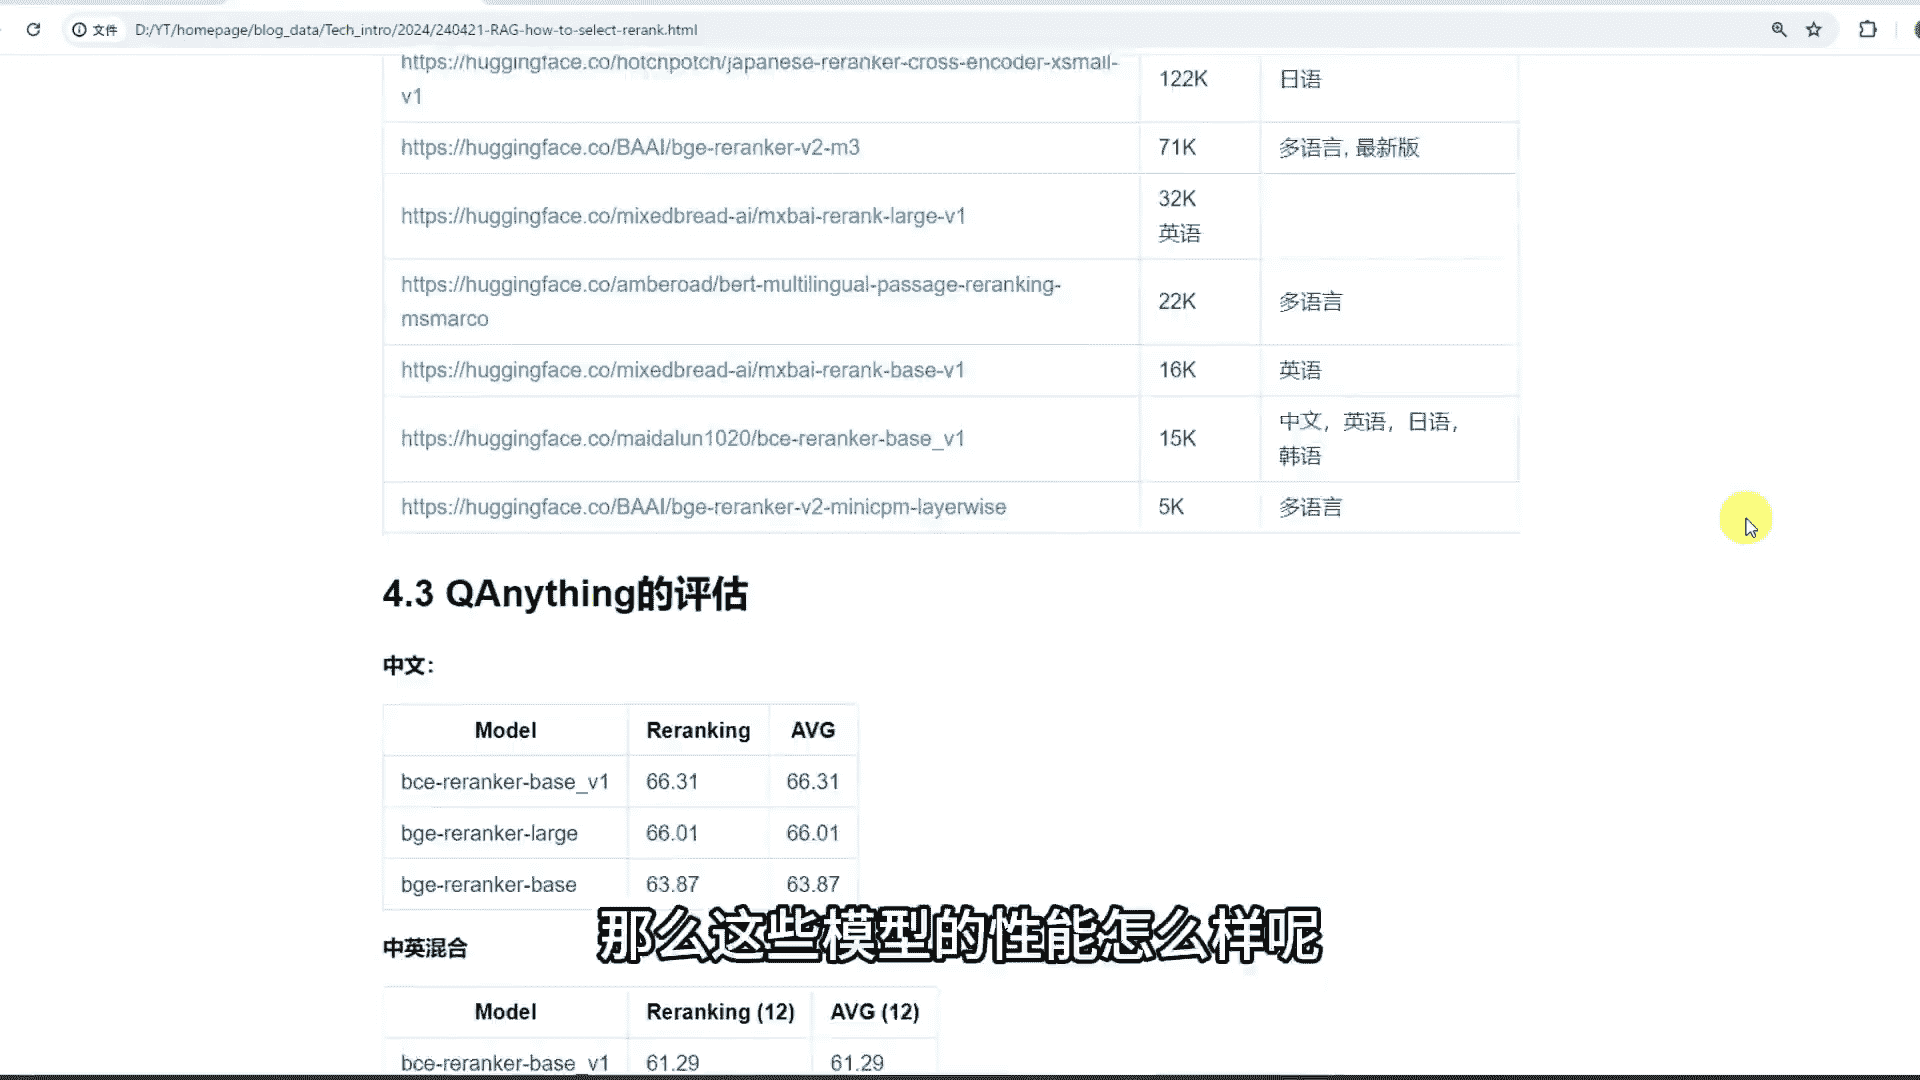 文件 D:/YT/homepage/blog_data/Tech_intro/2024/240421-RAG-how-to-select-rerank.html
https://huggingface.co/hotchpotch/japanese-reranker-cross-encoder-xsmall-
v1
122K
日语
https://huggingface.co/BAAI/bge-reranker-v2-m3
71K
多语言, 最新版
https://huggingface.co/mixedbread-ai/mxbai-rerank-large-v1
32K
英语
https://huggingface.co/amberoad/bert-multilingual-passage-reranking-
msmarco
22K
多语言
https://huggingface.co/mixedbread-ai/mxbai-rerank-base-v1
16K
英语
https://huggingface.co/maidalun1020/bce-reranker-base_v1
15K
中文，英语，日语，
韩语
https://huggingface.co/BAAI/bge-reranker-v2-minicpm-layerwise
5K
多语言
4.3 QAnything的评估
中文：
Model Reranking AVG
bce-reranker-base_v1 66.31 66.31
bge-reranker-large 66.01 66.01
bge-reranker-base 63.87 63.87
那么这些模型的性能怎么样呢
中英混合
Model Reranking (12) AVG (12)
bce-reranker-base_v1 61.29 61.29